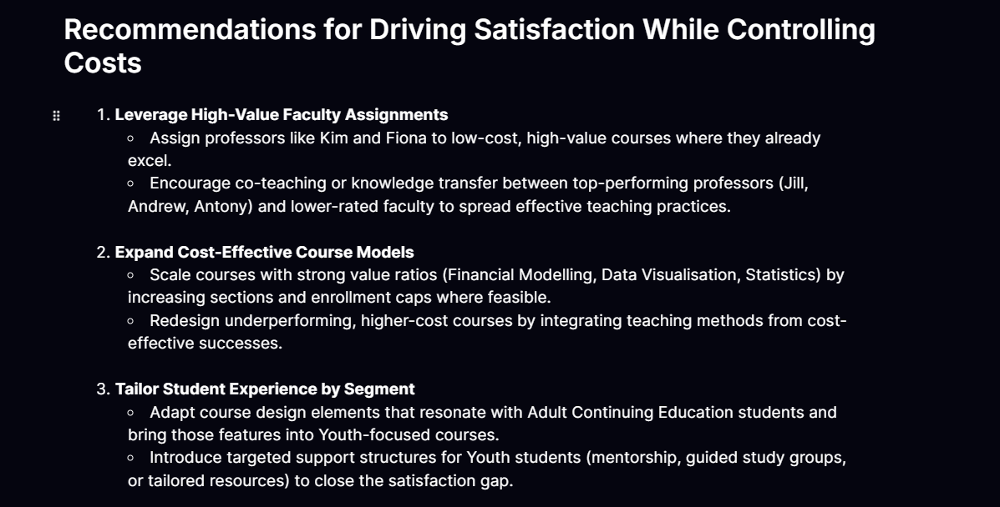 Recommendations for Driving Satisfaction While Controlling
Costs
1. Leverage High-Value Faculty Assignments
◦ Assign professors like Kim and Fiona to low-cost, high-value courses where they already
excel.
◦ Encourage co-teaching or knowledge transfer between top-performing professors (Jill,
Andrew, Antony) and lower-rated faculty to spread effective teaching practices.
2. Expand Cost-Effective Course Models
◦ Scale courses with strong value ratios (Financial Modelling, Data Visualisation, Statistics) by
increasing sections and enrollment caps where feasible.
◦ Redesign underperforming, higher-cost courses by integrating teaching methods from cost-
effective successes.
3. Tailor Student Experience by Segment
◦ Adapt course design elements that resonate with Adult Continuing Education students and
bring those features into Youth-focused courses.
◦ Introduce targeted support structures for Youth students (mentorship, guided study groups,
or tailored resources) to close the satisfaction gap.